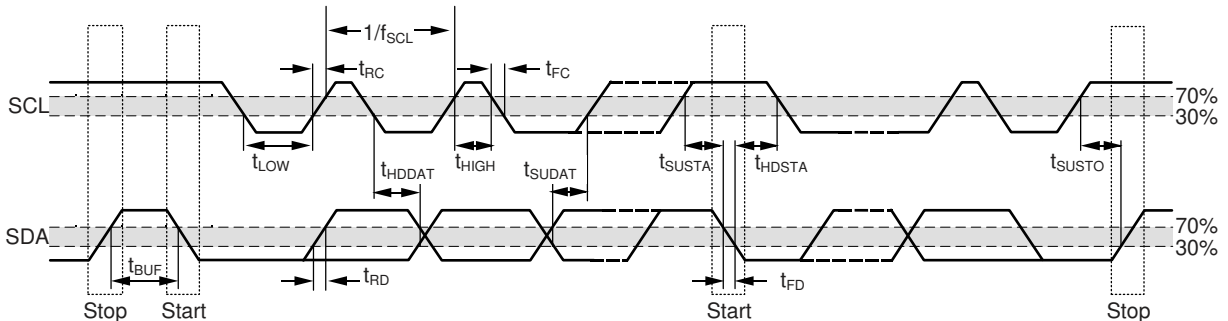 1/fSCL
tRC
tFC
SCL
70%
30%
tLOW
tHDDAT
tHIGH
tSUDAT
tSUSTA
tHDSTA
tSUSTO
SDA
70%
30%
tBUF
tRD
tFD
Stop
Start
Start
Stop